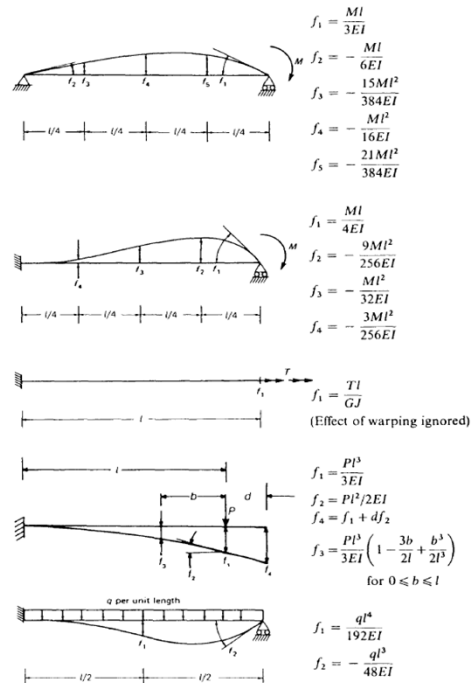 f₁ = Ml/3EI
f₂ = − Ml/6EI
f₃ = − 15Ml²/384EI
f₄ = − Ml²/16EI
f₅ = − 21Ml²/384EI
f₂ f₃ f₄ f₅ f₁ M
l/4 l/4 l/4 l/4
f₁ = Ml/4EI
f₂ = − 9Ml²/256EI
f₃ = − Ml²/32EI
f₄ = − 3Ml²/256EI
f₄ f₃ f₂ f₁ M
l/4 l/4 l/4 l/4
f₁ T
f₁ = Tl/GJ
(Effect of warping ignored)
l
l
b d
P
f₃ f₂ f₁ f₄
f₁ = Pl³/3EI
f₂ = Pl²/2EI
f₄ = f₁ + df₂
f₃ = Pl³/3EI (1 − 3b/2l + b³/2l³)
for 0 ⩽ b ⩽ l
q per unit length
f₁ f₂
f₁ = ql⁴/192EI
f₂ = − ql³/48EI
l/2 l/2